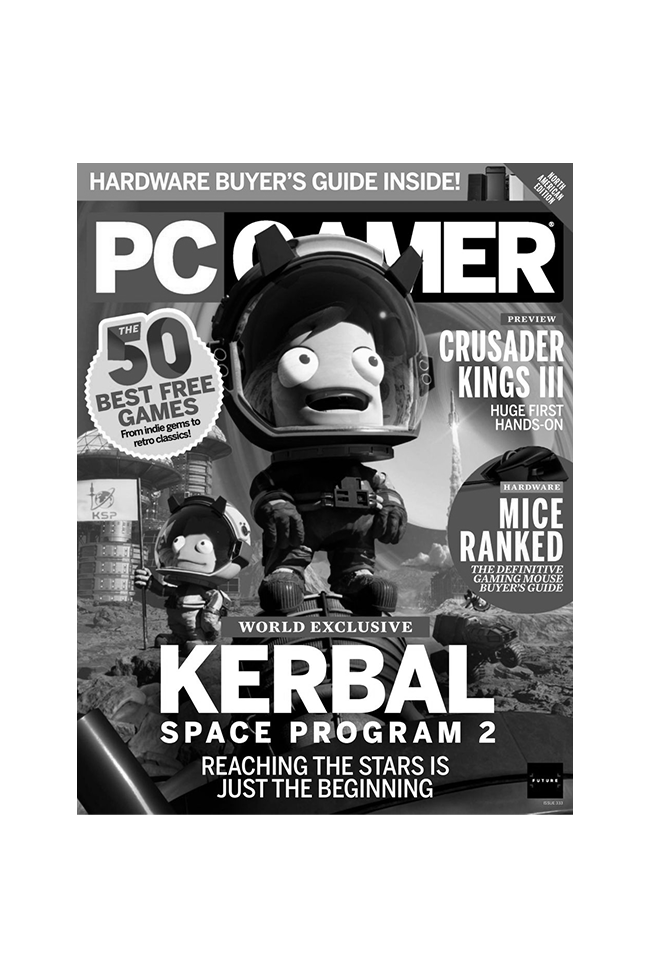 HARDWARE BUYER'S GUIDE INSIDE!
NORTH
AMERICAN
EDITION
PC GAMER®
THE
50
BEST FREE
GAMES
From indie gems to
retro classics!
PREVIEW
CRUSADER
KINGS III
HUGE FIRST
HANDS-ON
KSP
HARDWARE
MICE
RANKED
THE DEFINITIVE
GAMING MOUSE
BUYER'S GUIDE
WORLD EXCLUSIVE
KERBAL
SPACE PROGRAM 2
REACHING THE STARS IS
JUST THE BEGINNING
FUTURE